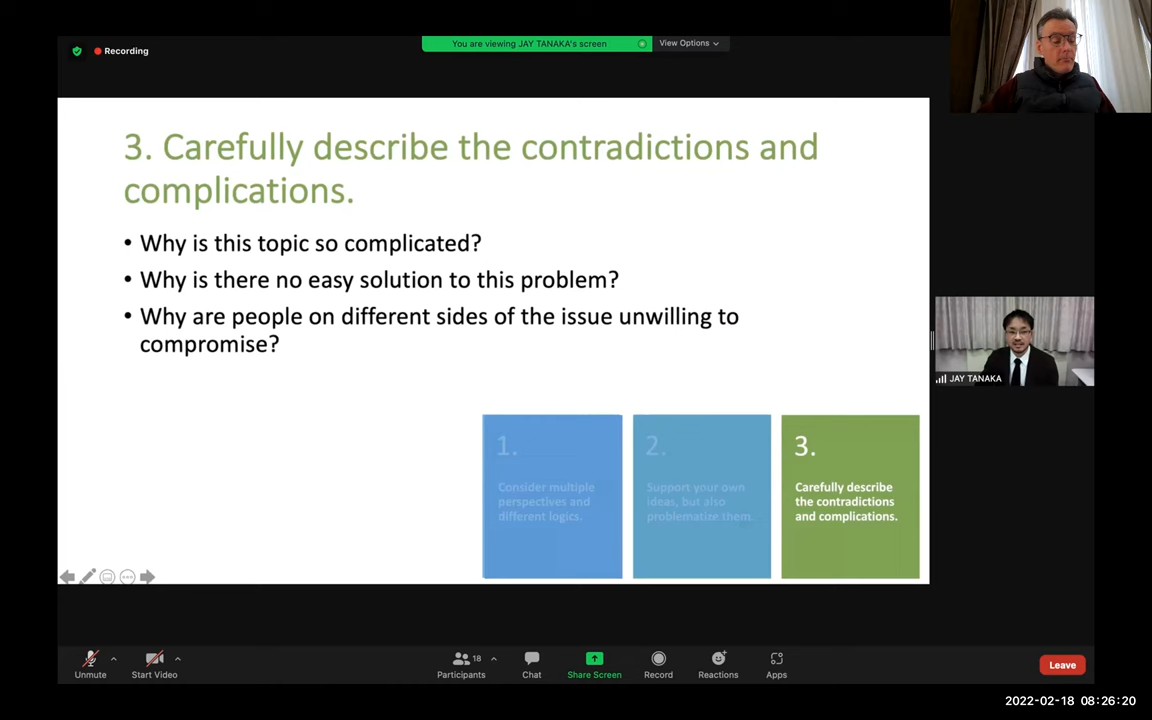 Recording
You are viewing JAY TANAKA's screen
View Options
3. Carefully describe the contradictions and
complications.
• Why is this topic so complicated?
• Why is there no easy solution to this problem?
• Why are people on different sides of the issue unwilling to
compromise?
JAY TANAKA
1.
Consider multiple
perspectives and
different logics.
2.
Support your own
ideas, but also
problematize them.
3.
Carefully describe
the contradictions
and complications.
Unmute
Start Video
18
Participants
Chat
Share Screen
Record
Reactions
Apps
Leave
2022-02-18 08:26:20